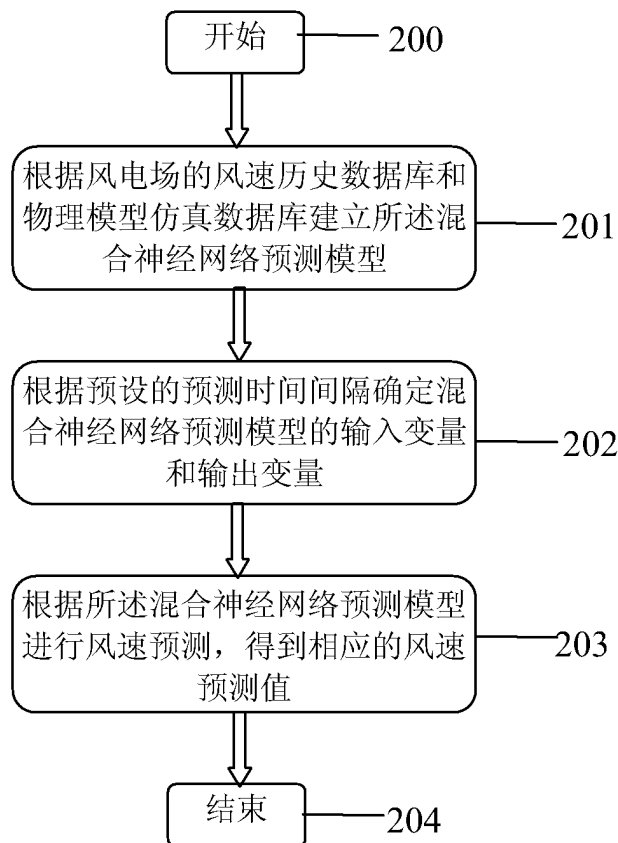 开始
200
根据风电场的风速历史数据库和
物理模型仿真数据库建立所述混
合神经网络预测模型
201
根据预设的预测时间间隔确定混
合神经网络预测模型的输入变量
和输出变量
202
根据所述混合神经网络预测模型
进行风速预测，得到相应的风速
预测值
203
结束
204